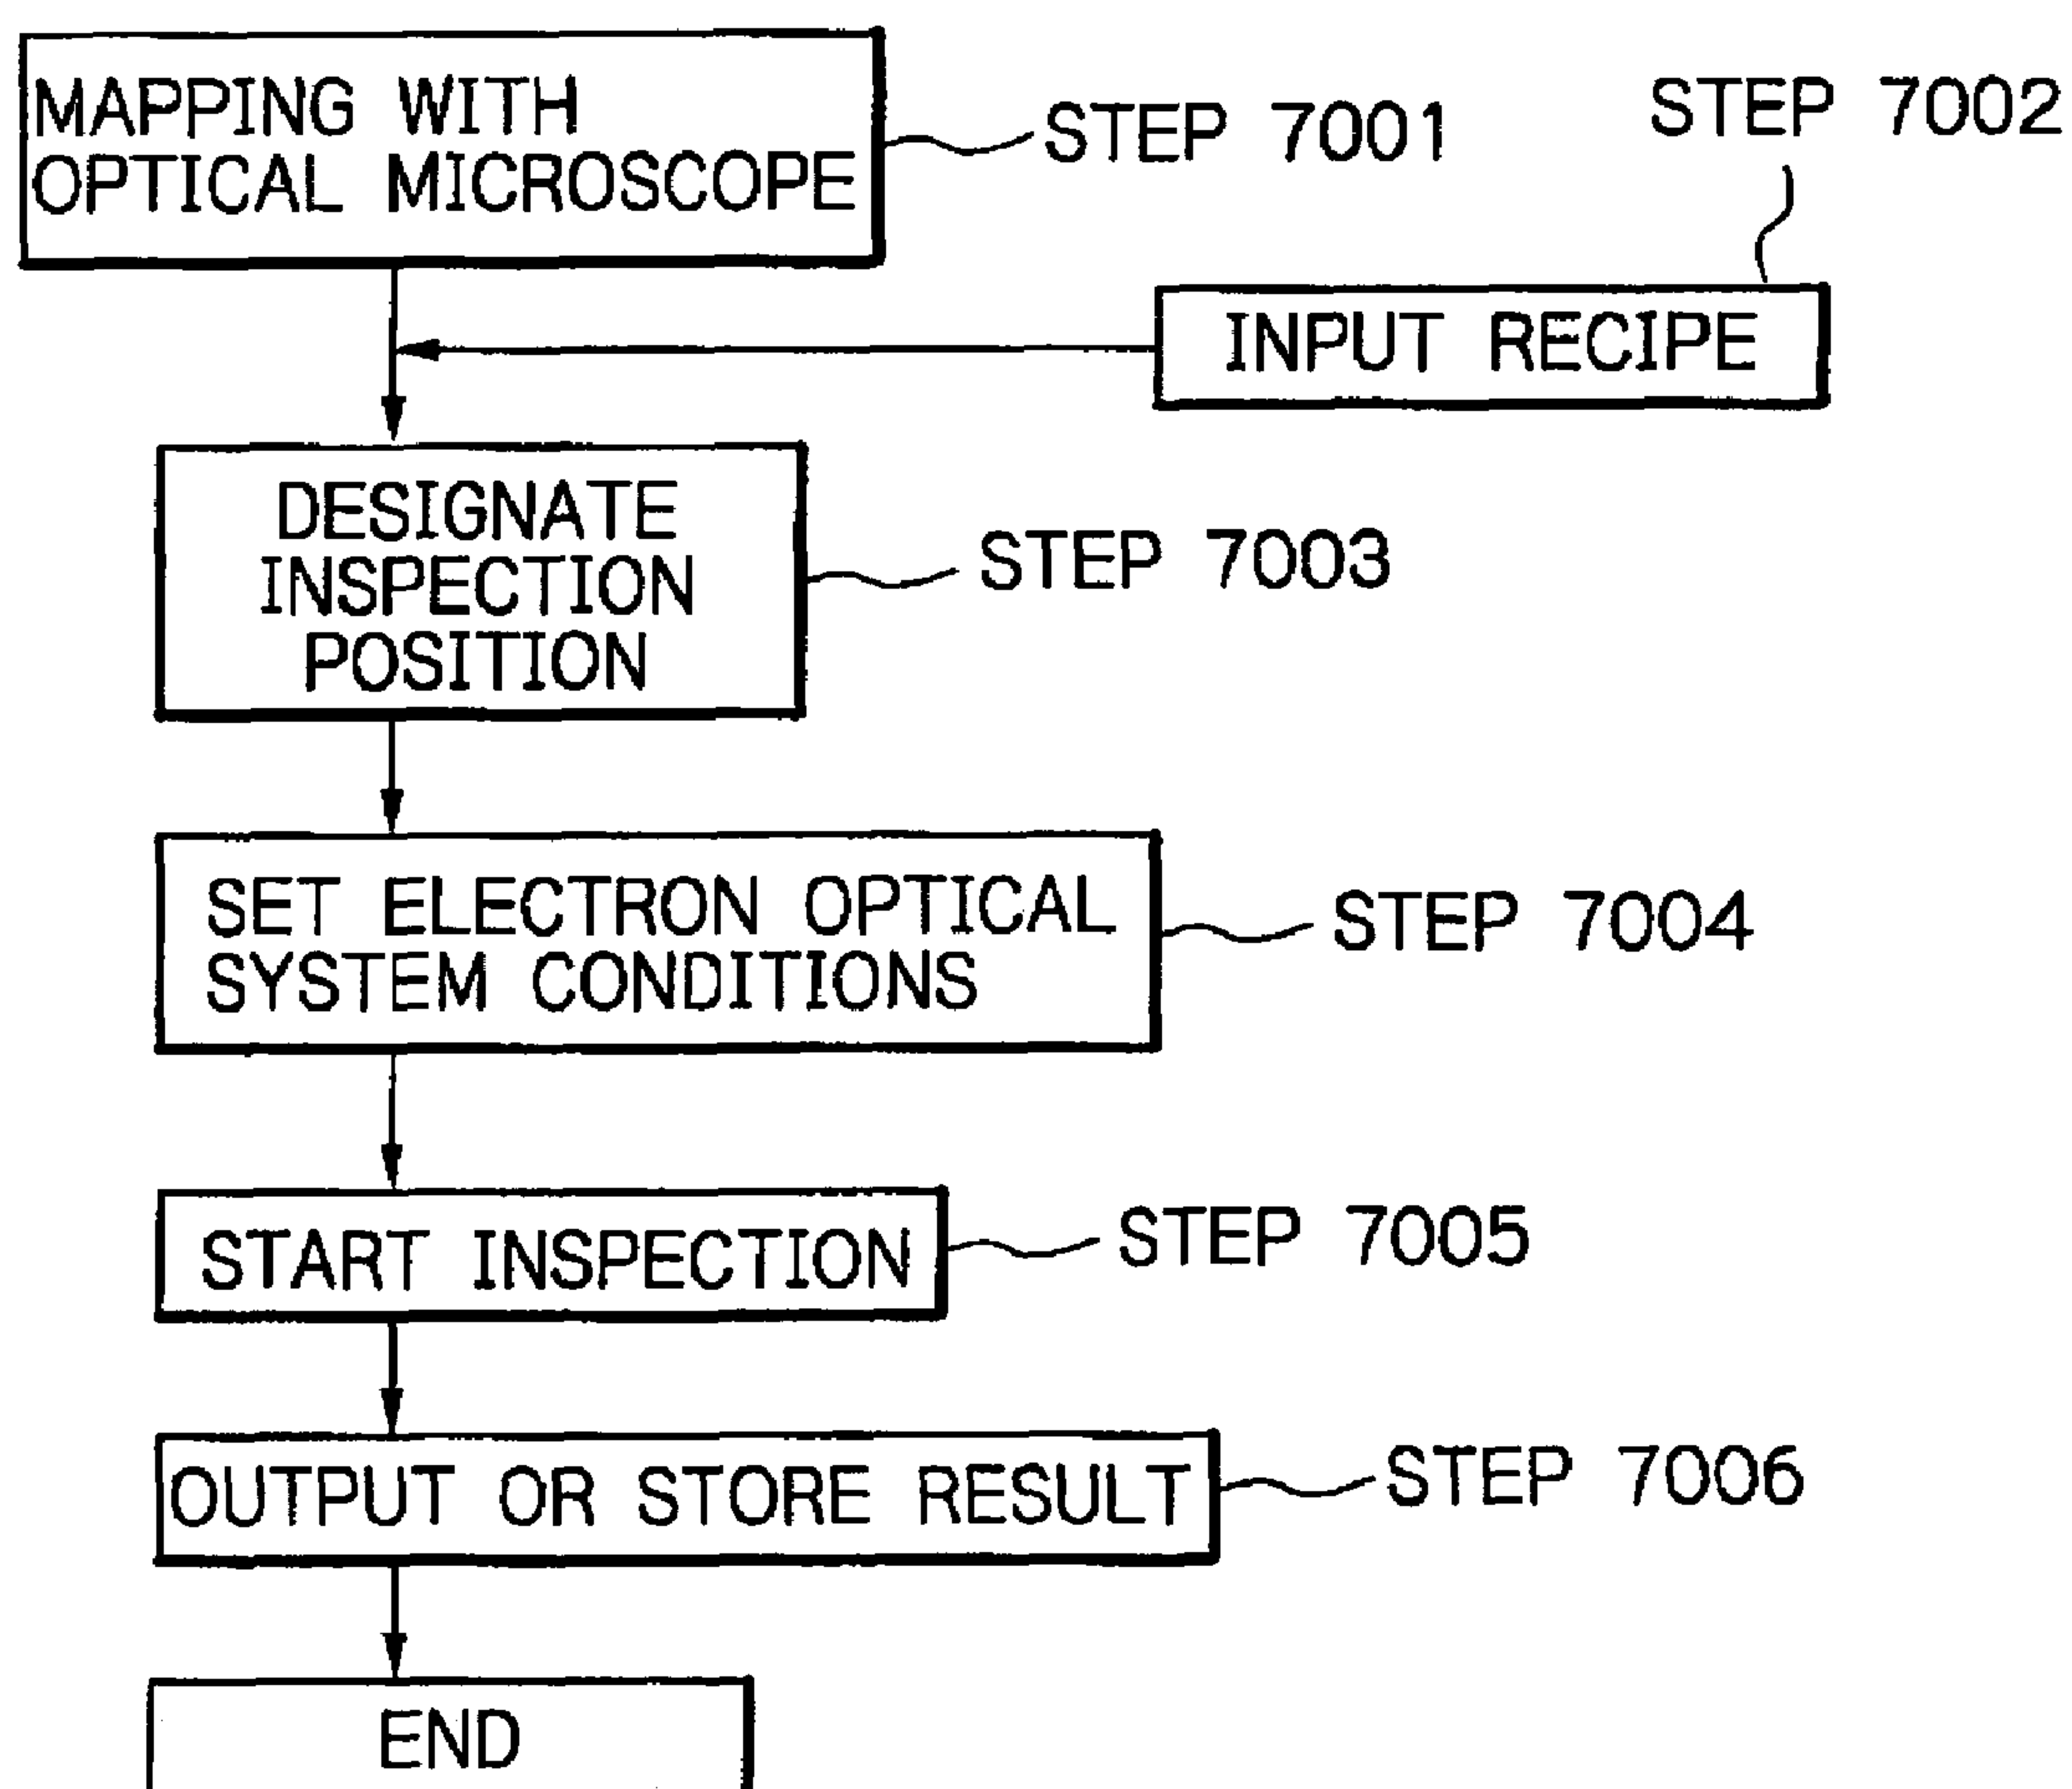 MAPPING WITH
OPTICAL MICROSCOPE
STEP 7001
STEP 7002
INPUT RECIPE
DESIGNATE
INSPECTION
POSITION
STEP 7003
SET ELECTRON OPTICAL
SYSTEM CONDITIONS
STEP 7004
START INSPECTION
STEP 7005
OUTPUT OR STORE RESULT
STEP 7006
END